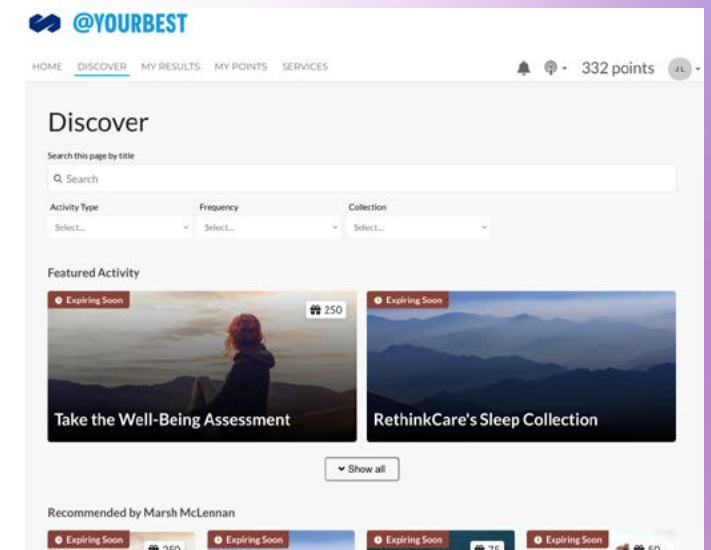 @YOURBEST
HOME DISCOVER MY RESULTS MY POINTS SERVICES 332 points JL
Discover
Search this page by title
Search
Activity Type Frequency Collection
Select... Select... Select...
Featured Activity
Expiring Soon 250 Expiring Soon
Take the Well-Being Assessment RethinkCare's Sleep Collection
Show all
Recommended by Marsh McLennan
Expiring Soon 250 Expiring Soon Expiring Soon 75 Expiring Soon 50